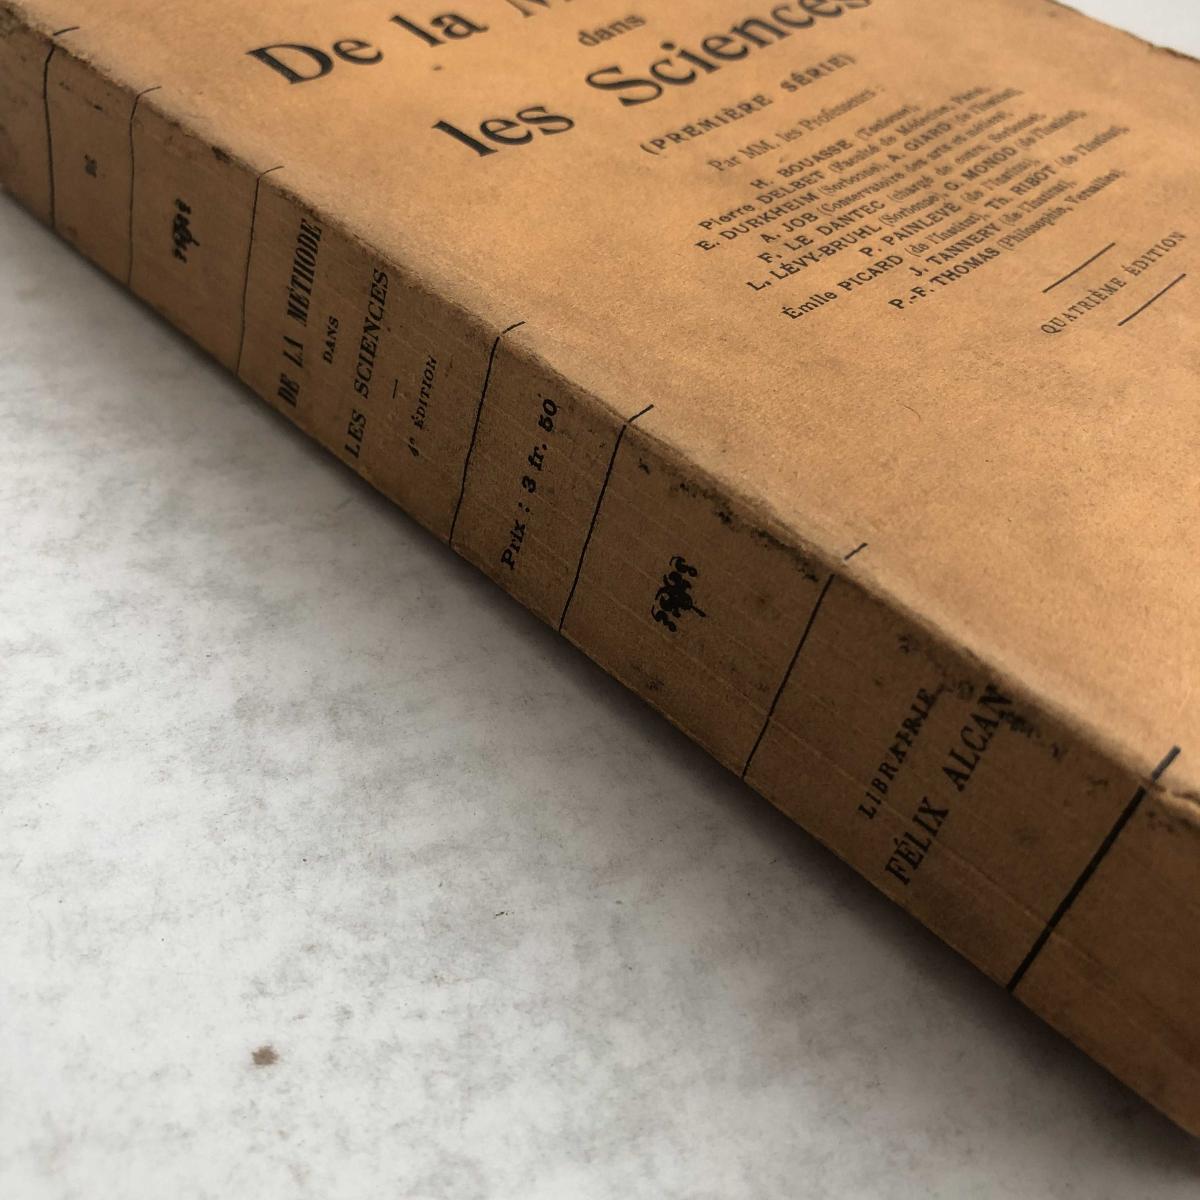 De la M
dans
les Sciences
(PREMIÈRE SÉRIE)
Par MM. les Professeurs :
H. BOUASSE (Toulouse),
Pierre DELBET (Faculté de Médecine, Paris),
E. DURKHEIM (Sorbonne), A. GIARD (de l'Institut),
A. JOB (Conservatoire des arts et métiers),
F. LE DANTEC (chargé de cours, Sorbonne),
L. LÉVY-BRUHL (Sorbonne), G. MONOD (de l'Institut),
P. PAINLEVÉ (de l'Institut),
Émile PICARD (de l'Institut), Th. RIBOT (de l'Institut),
J. TANNERY (de l'Institut),
P.-F. THOMAS (Philosophie, Versailles),
QUATRIÈME ÉDITION
DE LA MÉTHODE
DANS
LES SCIENCES
4e ÉDITION
Prix : 3 fr. 50
LIBRAIRIE
FÉLIX ALCAN